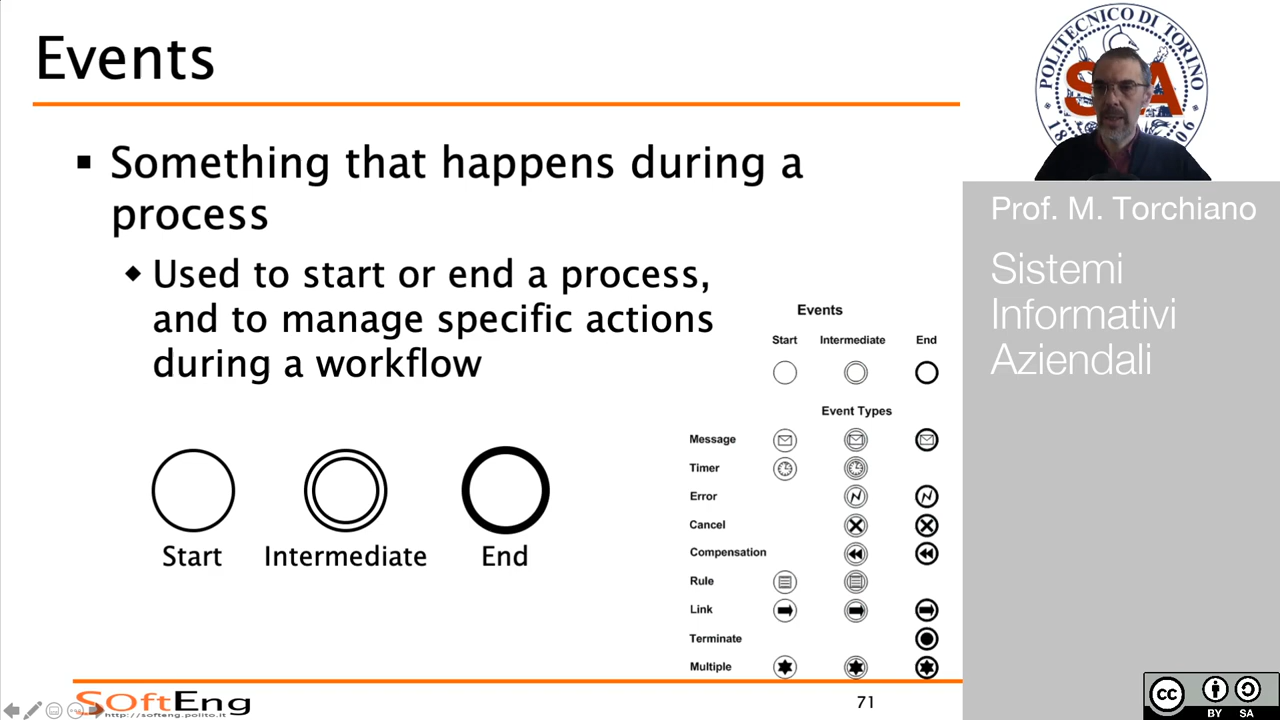 Events
Something that happens during a
process
Used to start or end a process,
and to manage specific actions
during a workflow
Start
Intermediate
End
Events
Start Intermediate End
Event Types
Message
Timer
Error
Cancel
Compensation
Rule
Link
Terminate
Multiple
SOftEng
http://softeng.polito.it
71
POLITECNICO DI TORINO
Prof. M. Torchiano
Sistemi
Informativi
Aziendali
cc
BY SA